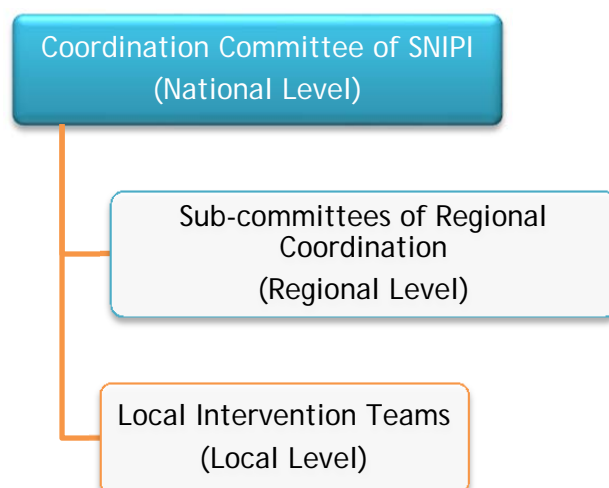 Coordination Committee of SNIPI
(National Level)
Sub-committees of Regional
Coordination
(Regional Level)
Local Intervention Teams
(Local Level)